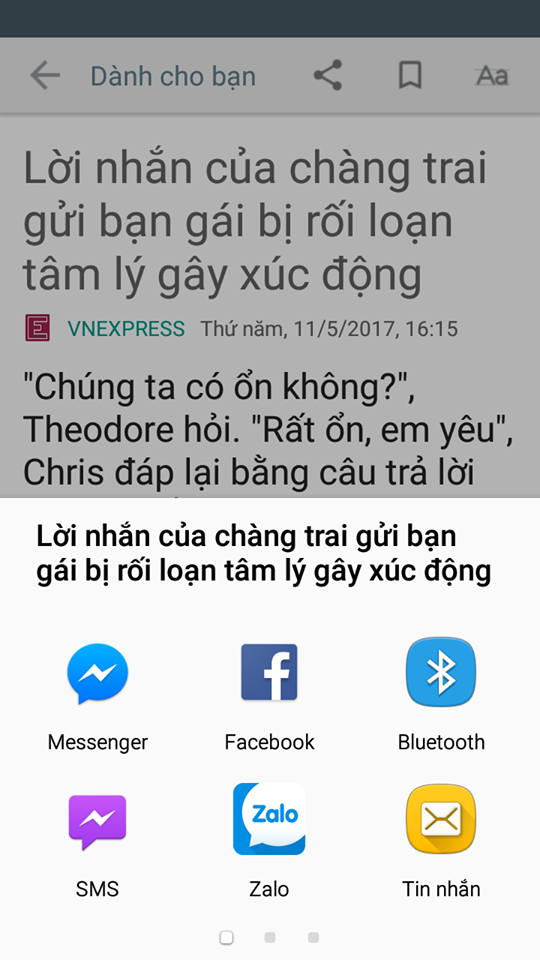 Dành cho bạn
Aa
Lời nhắn của chàng trai
gửi bạn gái bị rối loạn
tâm lý gây xúc động
E VNEXPRESS Thứ năm, 11/5/2017, 16:15
"Chúng ta có ổn không?",
Theodore hỏi. "Rất ổn, em yêu",
Chris đáp lại bằng câu trả lời
Lời nhắn của chàng trai gửi bạn
gái bị rối loạn tâm lý gây xúc động
Messenger Facebook Bluetooth
Zalo
SMS Zalo Tin nhắn